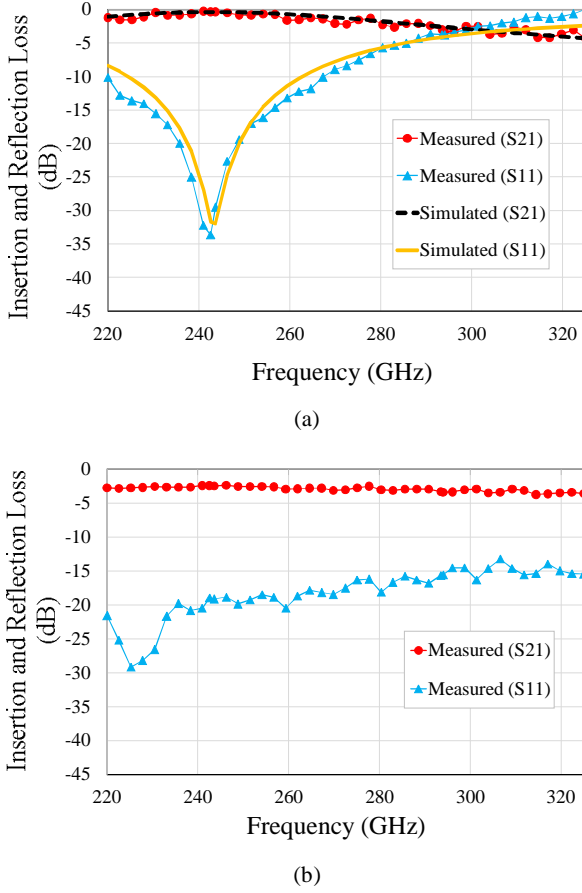 Insertion and Reflection Loss
(dB)
0
-5
-10
-15
-20
-25
-30
-35
-40
-45
Measured (S21)
Measured (S11)
Simulated (S21)
Simulated (S11)
220
240
260
280
300
320
Frequency (GHz)
(a)
Insertion and Reflection Loss
(dB)
0
-5
-10
-15
-20
-25
-30
-35
-40
-45
Measured (S21)
Measured (S11)
220
240
260
280
300
320
Frequency (GHz)
(b)